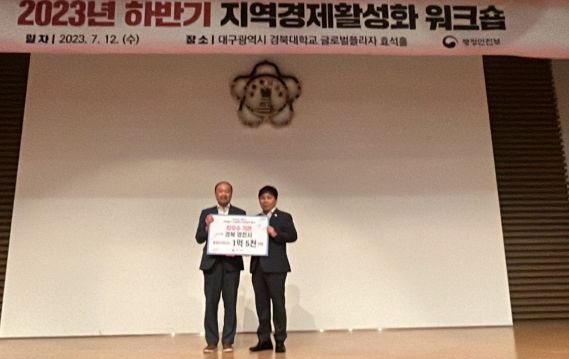 2023년 하반기 지역경제활성화 워크숍
일 자 | 2023. 7. 12. (수) 장 소 | 대구광역시 경북대학교 글로벌플라자 효석홀 행정안전부
최우수 기관
경북 영천시
1억 5천